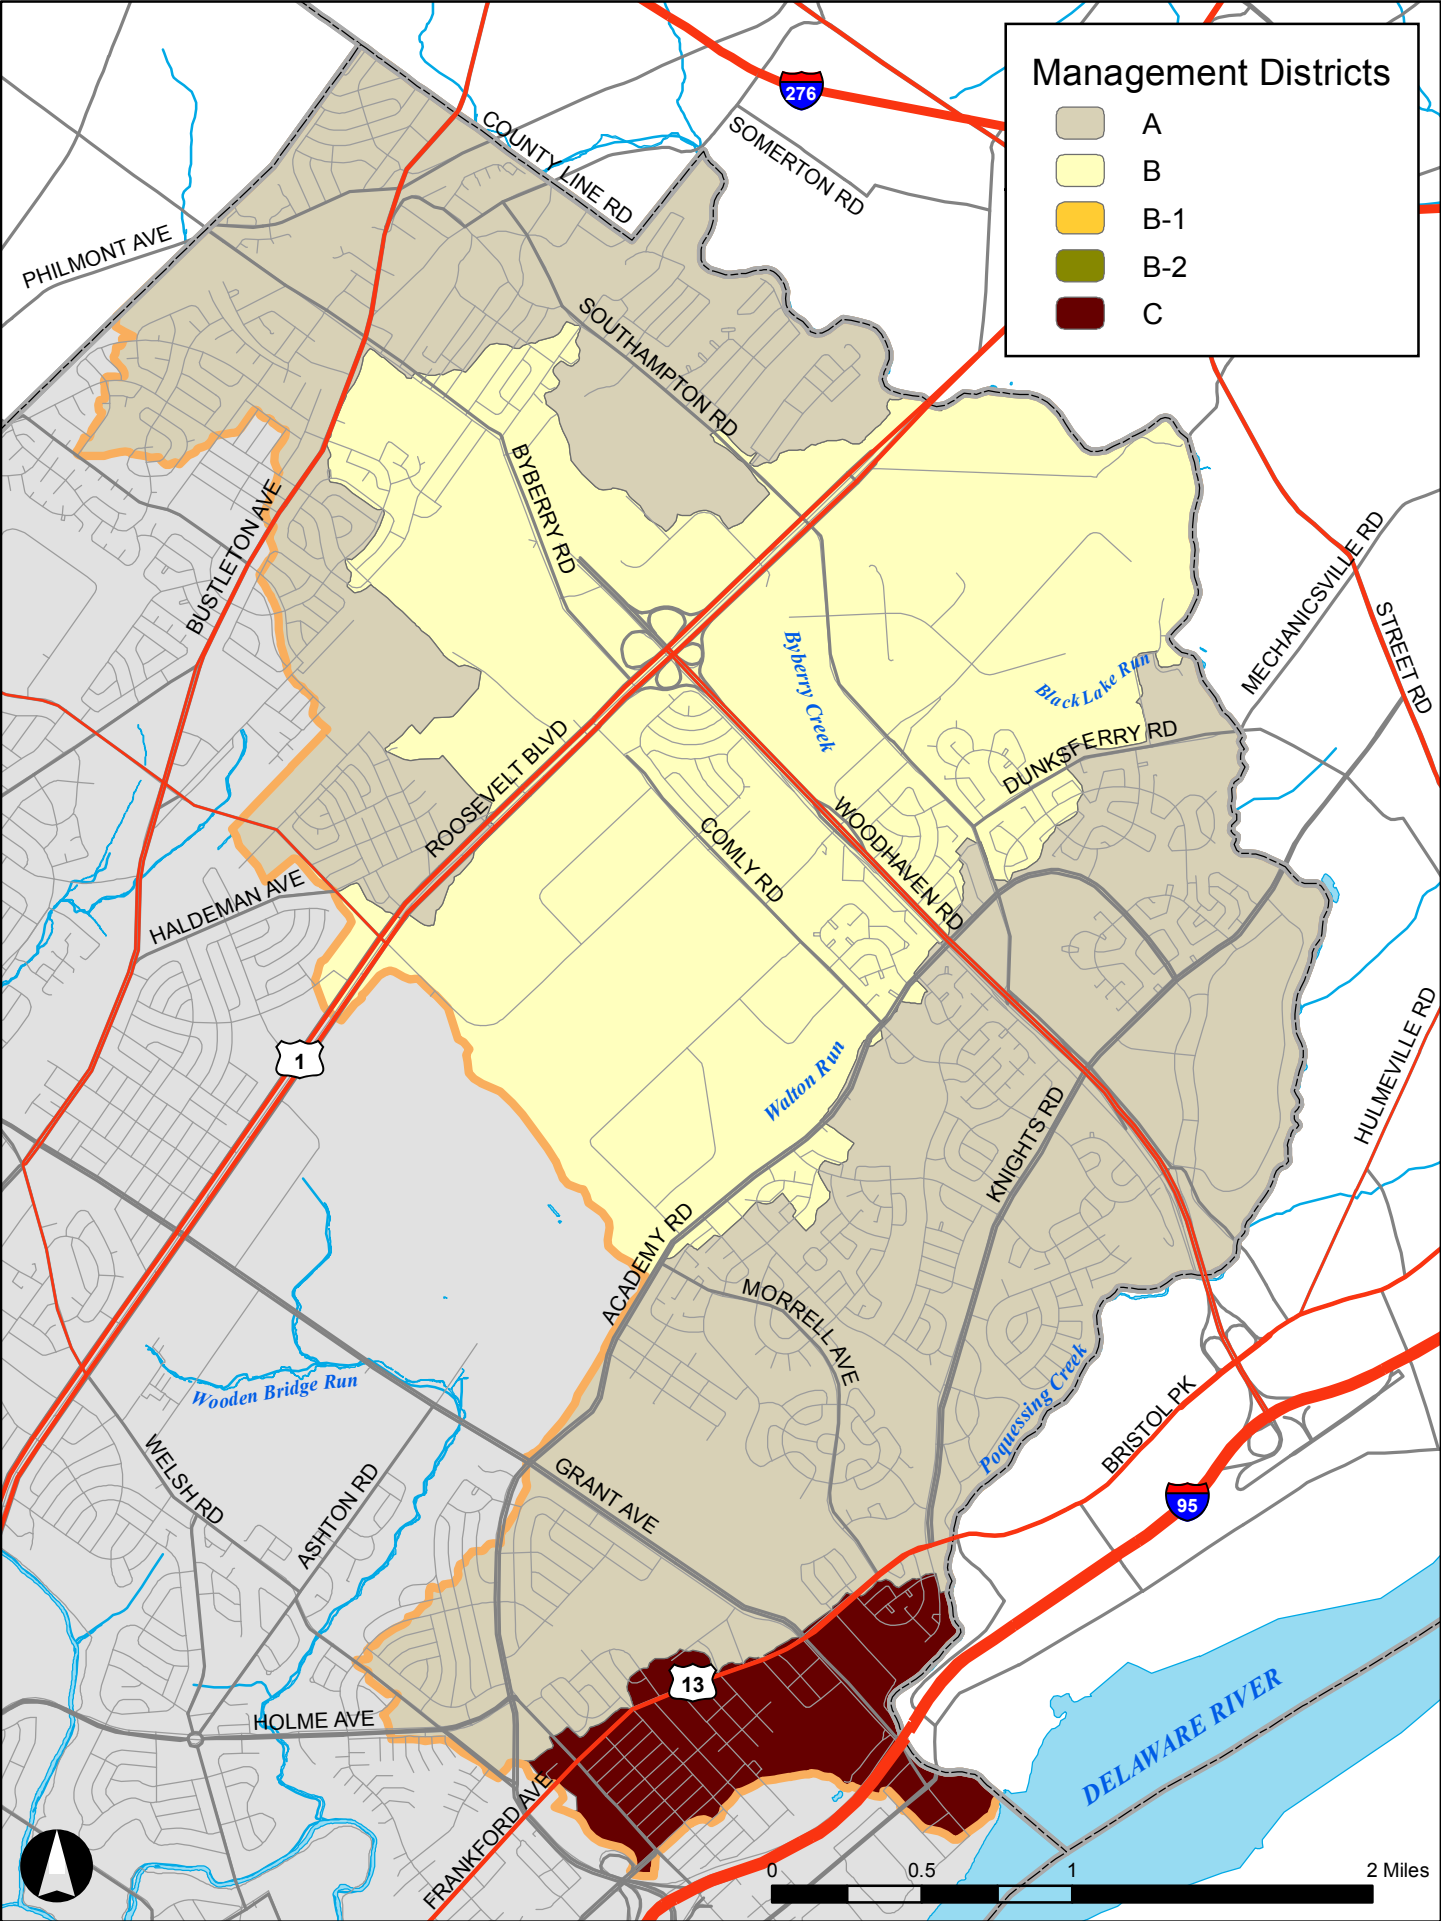 Management Districts
A
B
B-1
B-2
C
276
COUNTY LINE RD
SOMERTON RD
PHILMONT AVE
SOUTHAMPTON RD
BYBERRY RD
BUSTLETON AVE
MECHANICSVILLE RD
STREET RD
Byberry Creek
Black Lake Run
DUNKSFERRY RD
ROOSEVELT BLVD
WOODHAVEN RD
COMLY RD
HALDEMAN AVE
1
Walton Run
HULMEVILLE RD
KNIGHTS RD
ACADEMY RD
MORRELL AVE
Wooden Bridge Run
Poquessing Creek
BRISTOL PK
WELSH RD
ASHTON RD
GRANT AVE
95
13
HOLME AVE
DELAWARE RIVER
FRANKFORD AVE
0 0.5 1 2 Miles